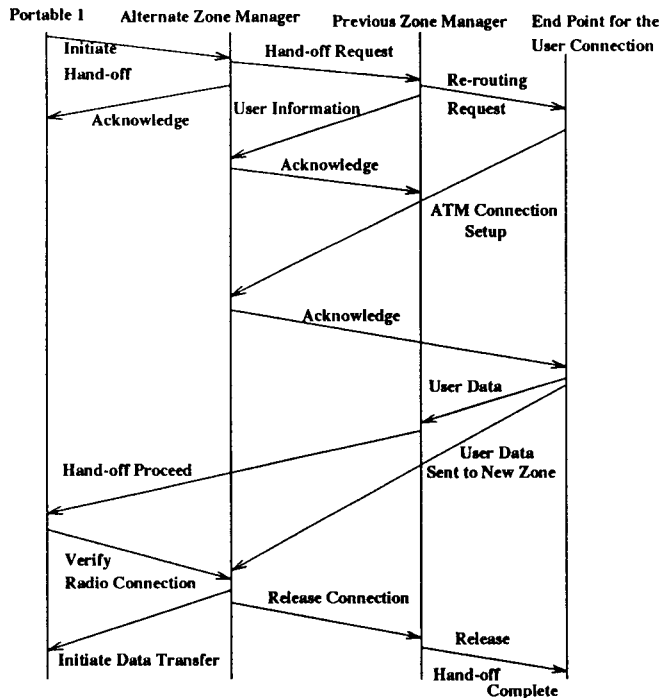 Portable 1
Alternate Zone Manager
Previous Zone Manager
End Point for the
User Connection
Initiate
Hand-off
Hand-off Request
Re-routing
Request
Acknowledge
User Information
Acknowledge
ATM Connection
Setup
Acknowledge
User Data
User Data
Sent to New Zone
Hand-off Proceed
Verify
Radio Connection
Release Connection
Release
Initiate Data Transfer
Hand-off
Complete